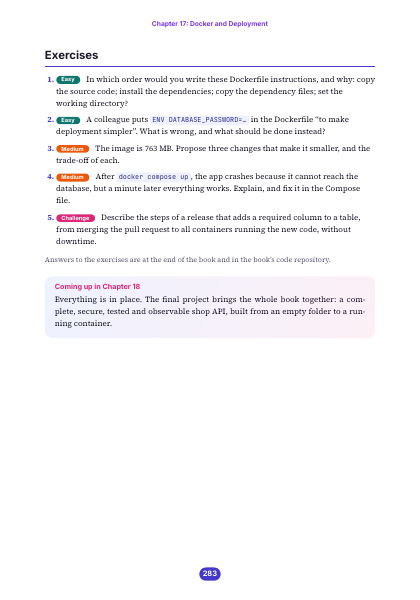 Chapter 17: Docker and Deployment
Exercises
1. Easy In which order would you write these Dockerfile instructions, and why: copy
the source code; install the dependencies; copy the dependency files; set the
working directory?
2. Easy A colleague puts ENV DATABASE_PASSWORD=… in the Dockerfile “to make
deployment simpler”. What is wrong, and what should be done instead?
3. Medium The image is 763 MB. Propose three changes that make it smaller, and the
trade-off of each.
4. Medium After docker compose up, the app crashes because it cannot reach the
database, but a minute later everything works. Explain, and fix it in the Compose
file.
5. Challenge Describe the steps of a release that adds a required column to a table,
from merging the pull request to all containers running the new code, without
downtime.
Answers to the exercises are at the end of the book and in the book’s code repository.
Coming up in Chapter 18
Everything is in place. The final project brings the whole book together: a com-
plete, secure, tested and observable shop API, built from an empty folder to a run-
ning container.
283